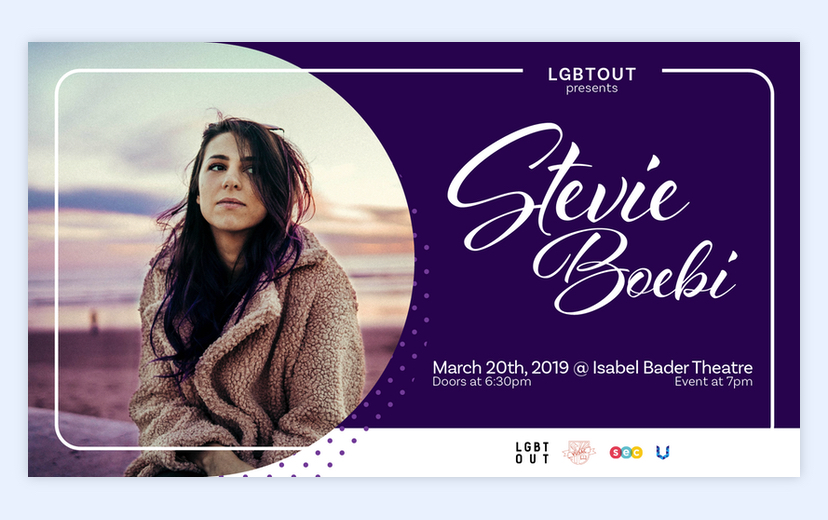 LGBTOUT
presents
Stevie
Boebi
March 20th, 2019 @ Isabel Bader Theatre
Doors at 6:30pm Event at 7pm
LGBT
OUT
sec